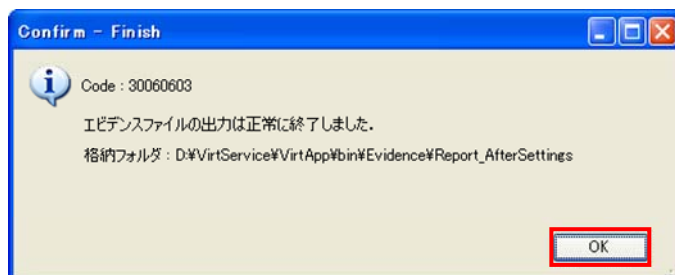 Confirm - Finish
Code : 30060603
エビデンスファイルの出力は正常に終了しました．
格納フォルダ : D:¥VirtService¥VirtApp¥bin¥Evidence¥Report_AfterSettings
OK